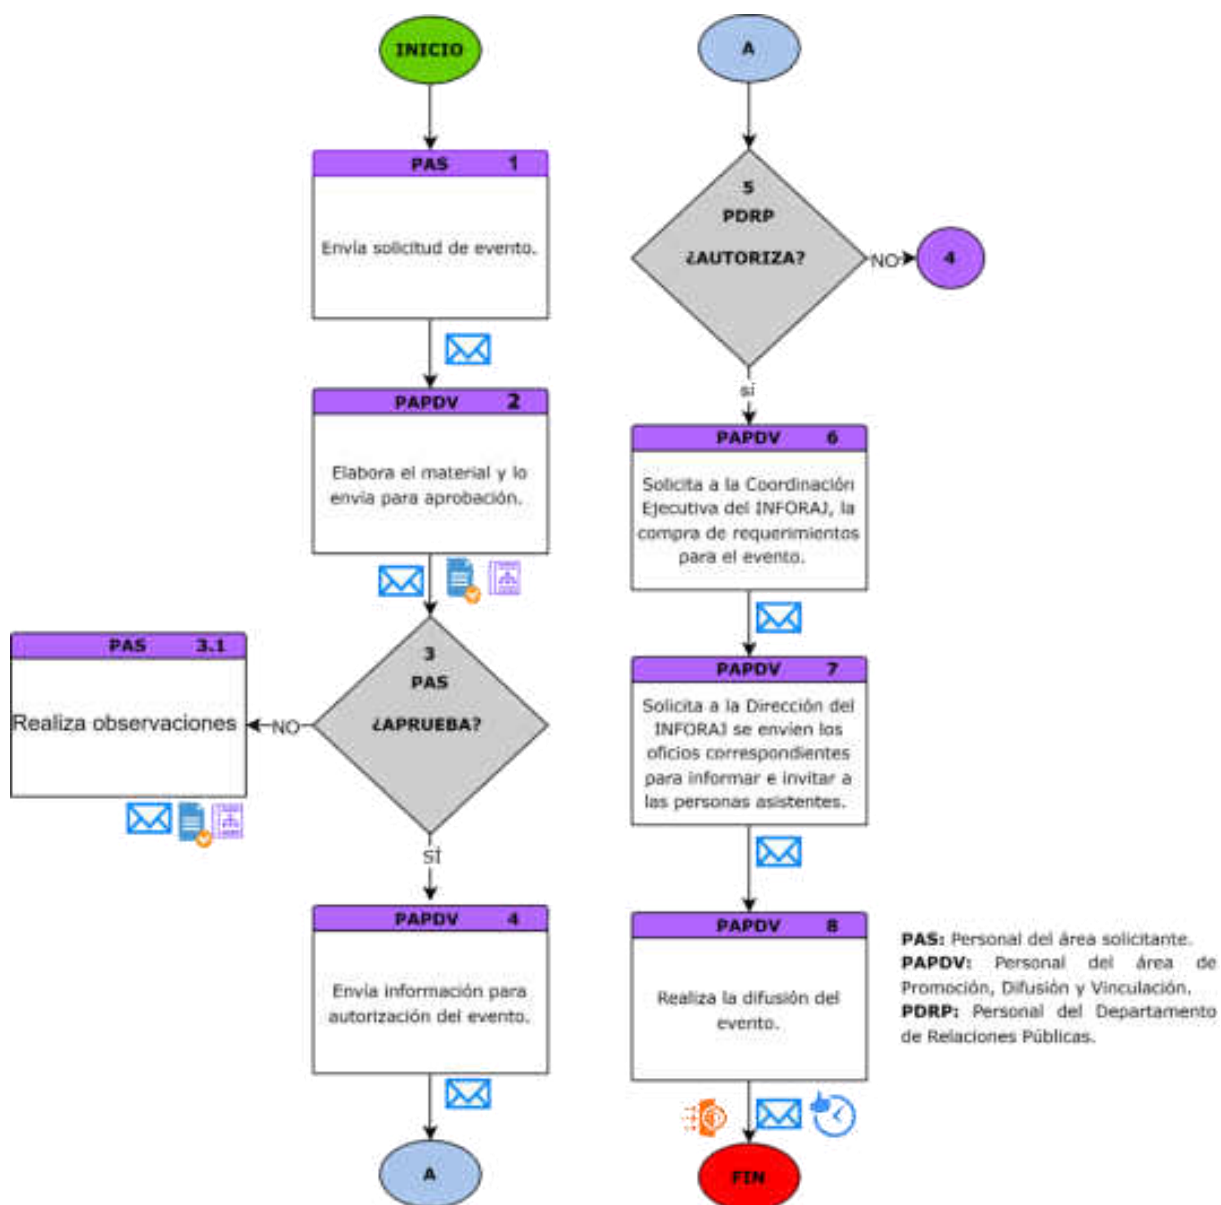 INICIO
PAS 1
Envía solicitud de evento.
PAPDV 2
Elabora el material y lo
envía para aprobación.
3
PAS
¿APRUEBA?
NO
PAS 3.1
Realiza observaciones
SÍ
PAPDV 4
Envía información para
autorización del evento.
A
A
5
PDRP
¿AUTORIZA?
NO
4
sí
PAPDV 6
Solicita a la Coordinación
Ejecutiva del INFORAJ, la
compra de requerimientos
para el evento.
PAPDV 7
Solicita a la Dirección del
INFORAJ se envíen los
oficios correspondientes
para informar e invitar a
las personas asistentes.
PAPDV 8
Realiza la difusión del
evento.
FIN
PAS: Personal del área solicitante.
PAPDV: Personal del área de
Promoción, Difusión y Vinculación.
PDRP: Personal del Departamento
de Relaciones Públicas.